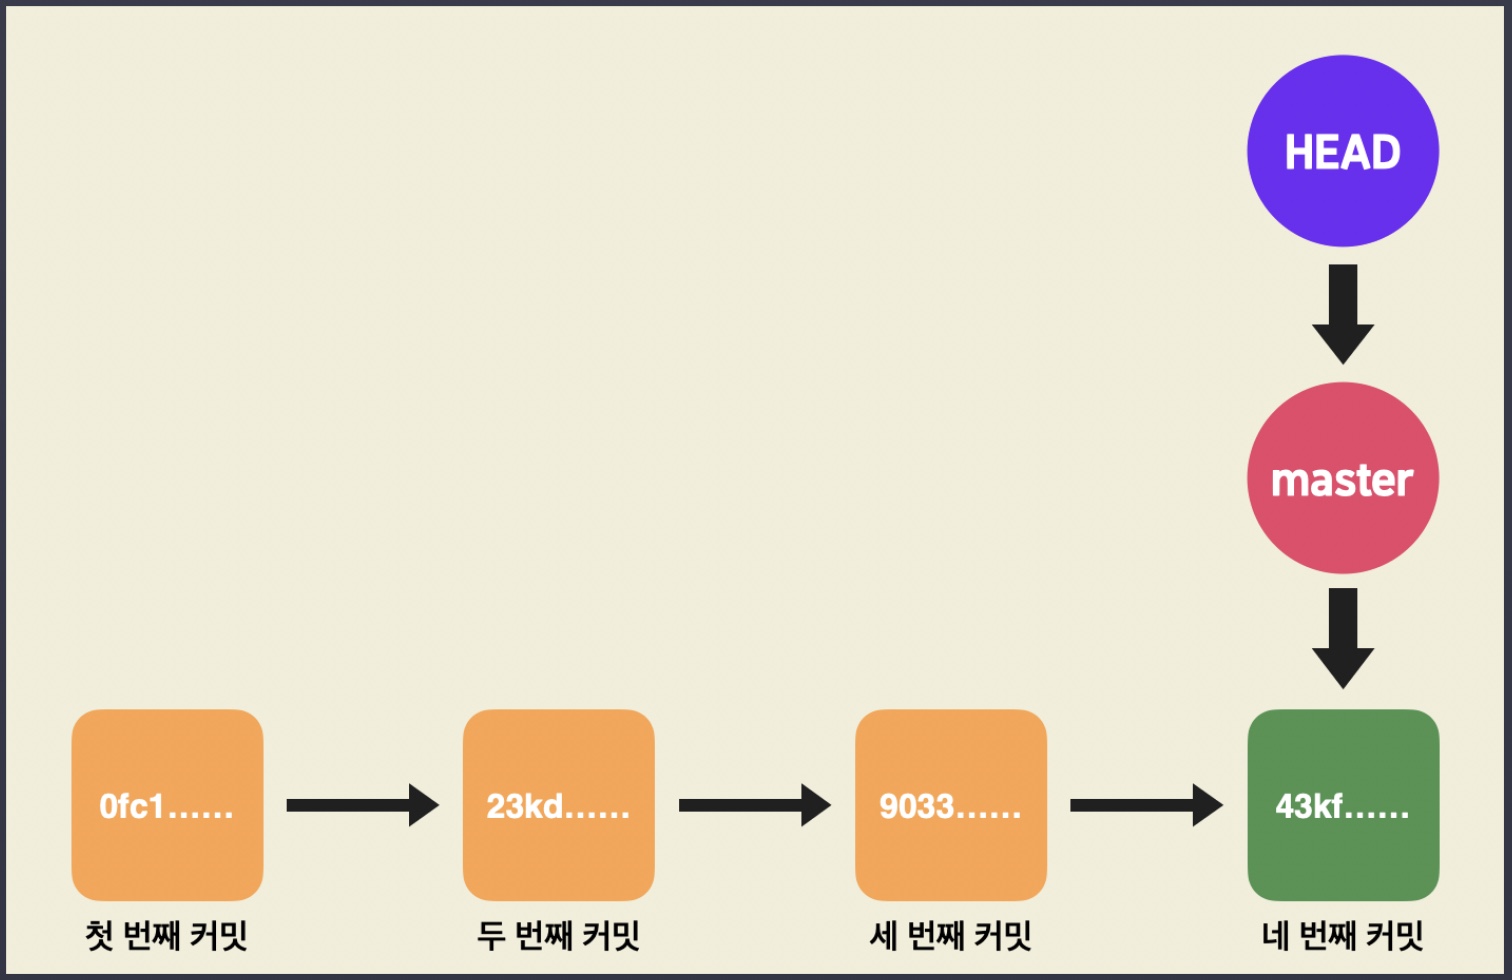 HEAD
master
0fc1......
23kd......
9033......
43kf......
첫 번째 커밋
두 번째 커밋
세 번째 커밋
네 번째 커밋